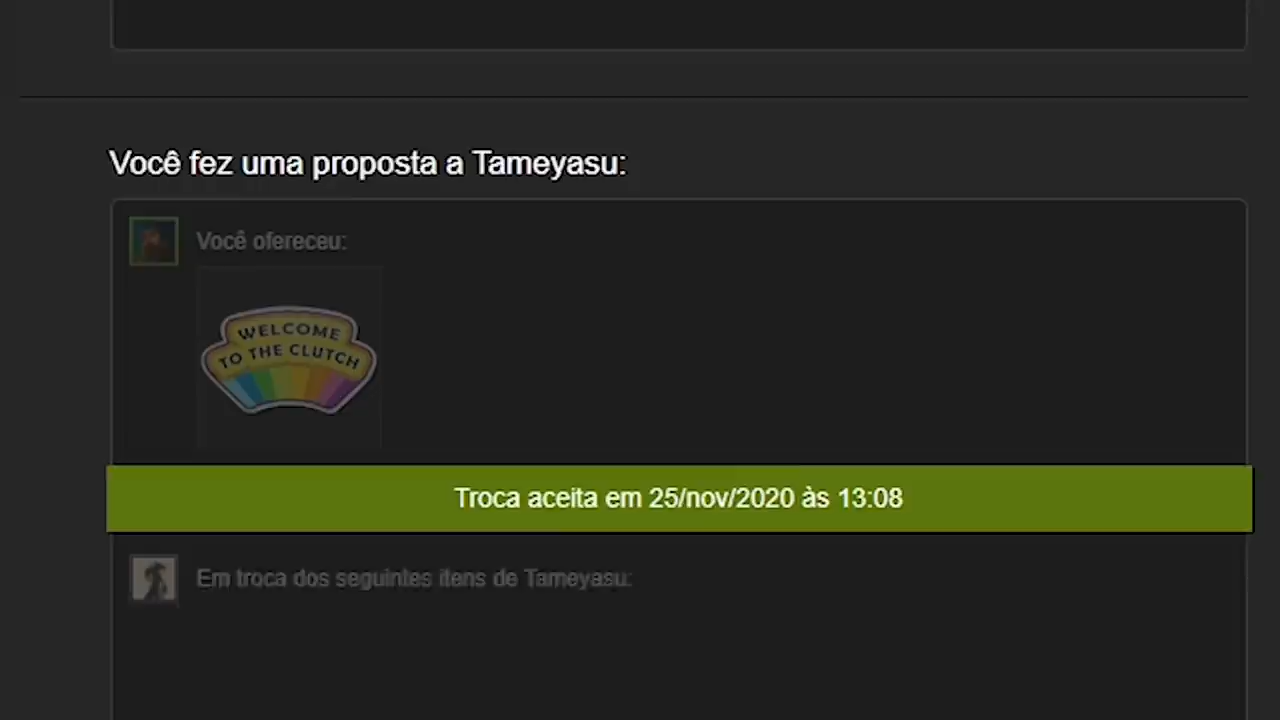 Você fez uma proposta a Tameyasu:
Você ofereceu:
WELCOME
TO THE CLUTCH
Troca aceita em 25/nov/2020 às 13:08
Em troca dos seguintes itens de Tameyasu: